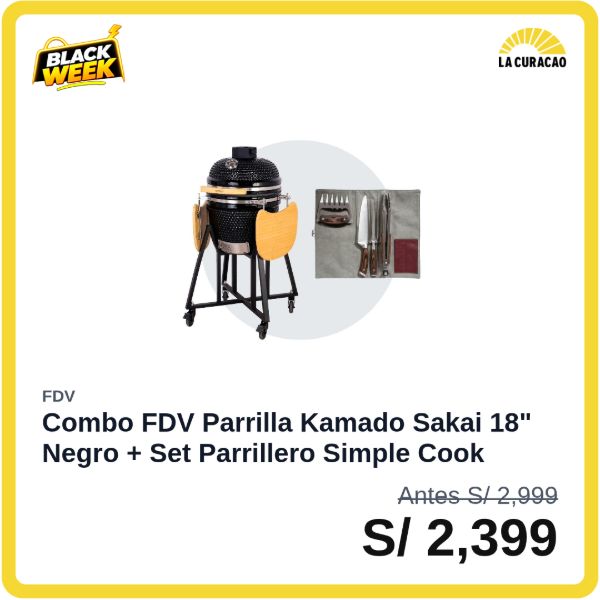 BLACK
WEEK
LA CURACAO
FDV
Combo FDV Parrilla Kamado Sakai 18"
Negro + Set Parrillero Simple Cook
Antes S/ 2,999
S/ 2,399